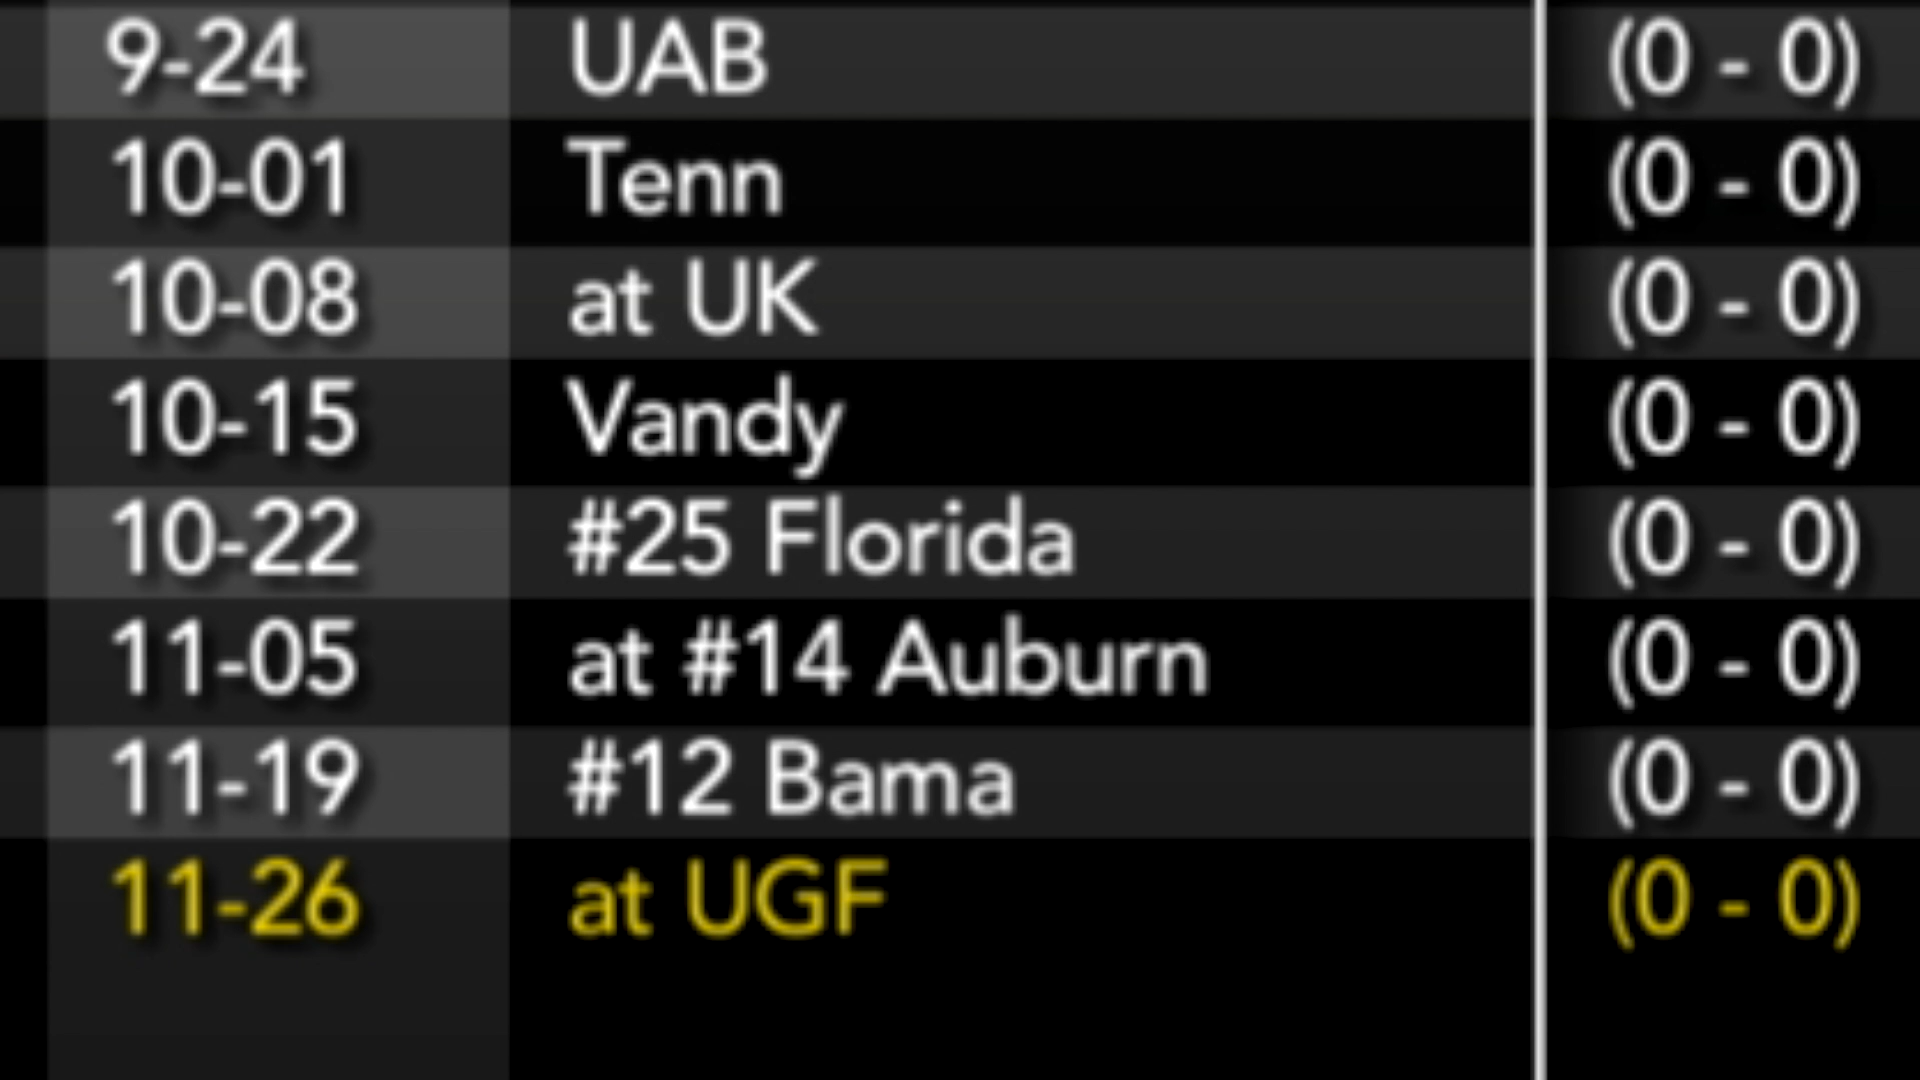 9-24 UAB (0 - 0)
10-01 Tenn (0 - 0)
10-08 at UK (0 - 0)
10-15 Vandy (0 - 0)
10-22 #25 Florida (0 - 0)
11-05 at #14 Auburn (0 - 0)
11-19 #12 Bama (0 - 0)
11-26 at UGF (0 - 0)